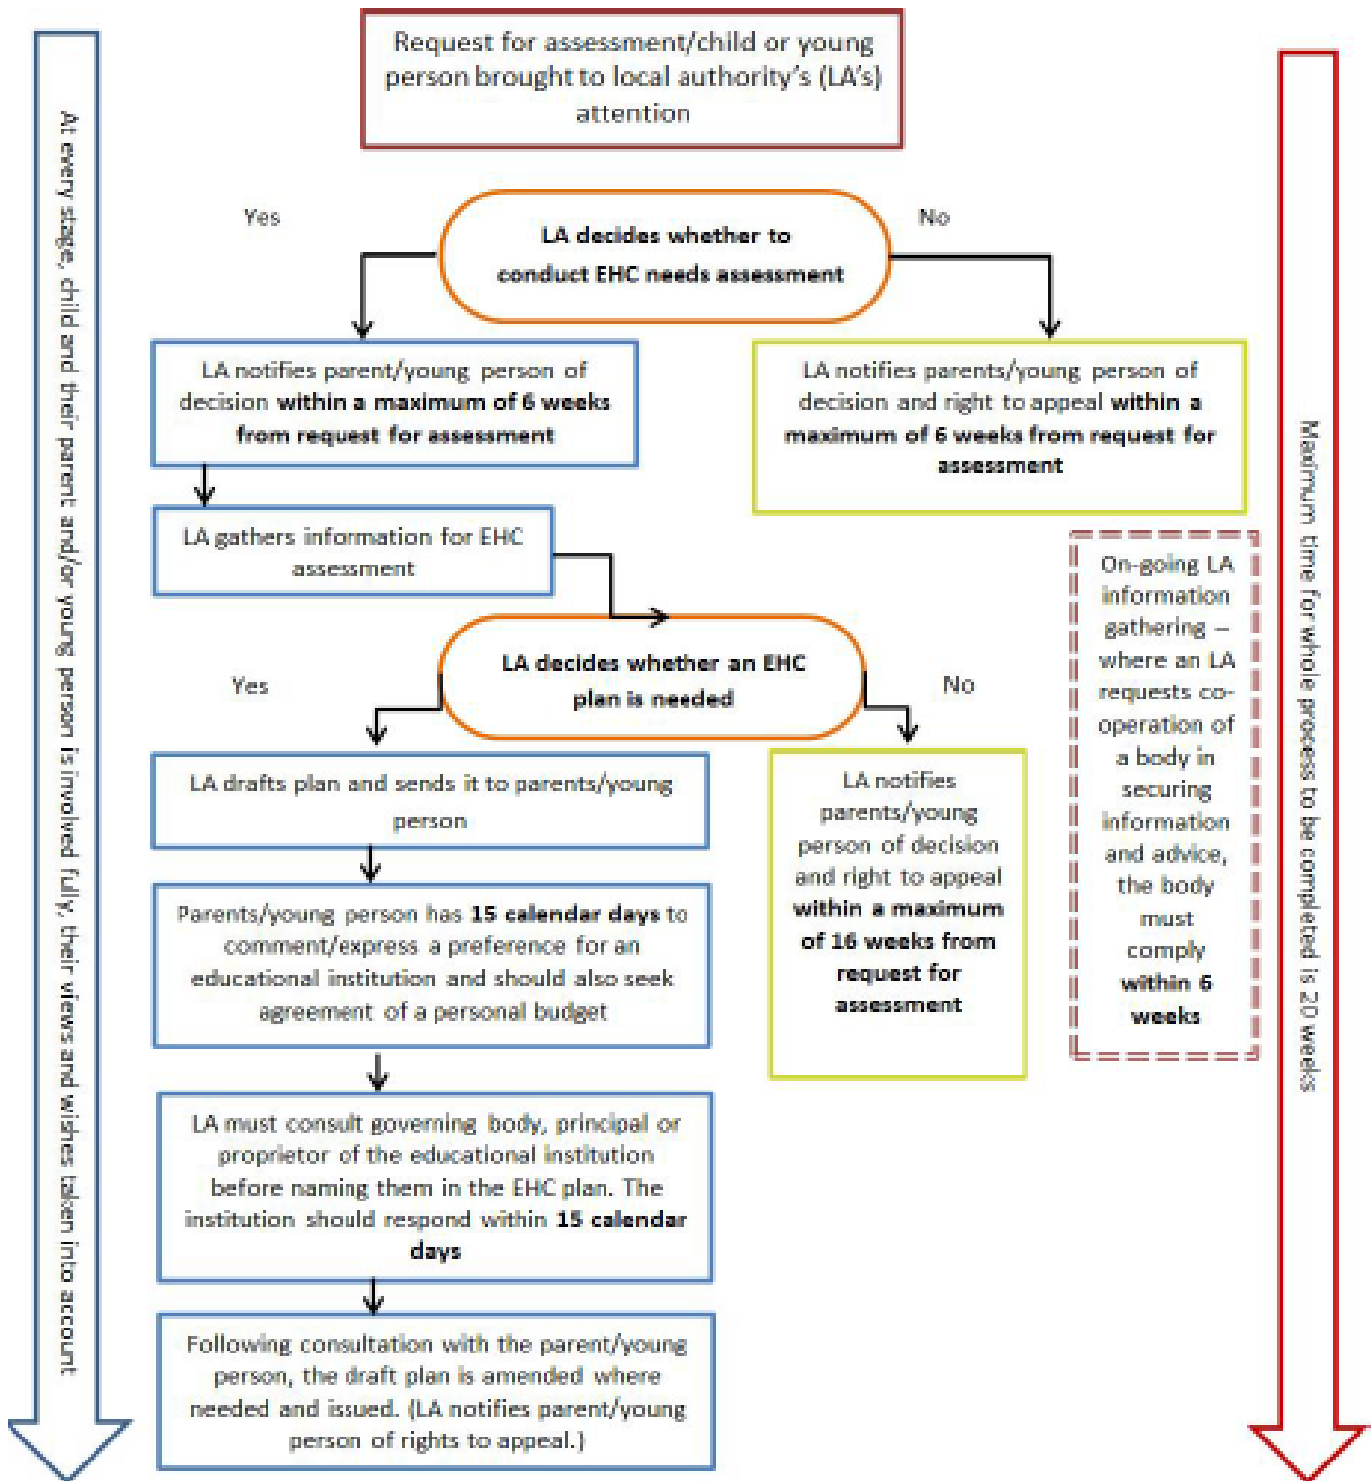 Request for assessment/child or young
person brought to local authority's (LA's)
attention
Yes
No
LA decides whether to
conduct EHC needs assessment
LA notifies parent/young person of
decision within a maximum of 6 weeks
from request for assessment
LA notifies parents/young person of
decision and right to appeal within a
maximum of 6 weeks from request for
assessment
LA gathers information for EHC
assessment
LA decides whether an EHC
plan is needed
Yes
No
LA drafts plan and sends it to parents/young
person
LA notifies
parents/young
person of decision
and right to appeal
within a maximum
of 16 weeks from
request for
assessment
On-going LA
information
gathering –
where an LA
requests co-
operation of
a body in
securing
information
and advice,
the body
must
comply
within 6
weeks
Parents/young person has 15 calendar days to
comment/express a preference for an
educational institution and should also seek
agreement of a personal budget
LA must consult governing body, principal or
proprietor of the educational institution
before naming them in the EHC plan. The
institution should respond within 15 calendar
days
Following consultation with the parent/young
person, the draft plan is amended where
needed and issued. (LA notifies parent/young
person of rights to appeal.)
At every stage, child and their parent and/or young person is involved fully, their views and wishes taken into account
Maximum time for whole process to be completed is 20 weeks